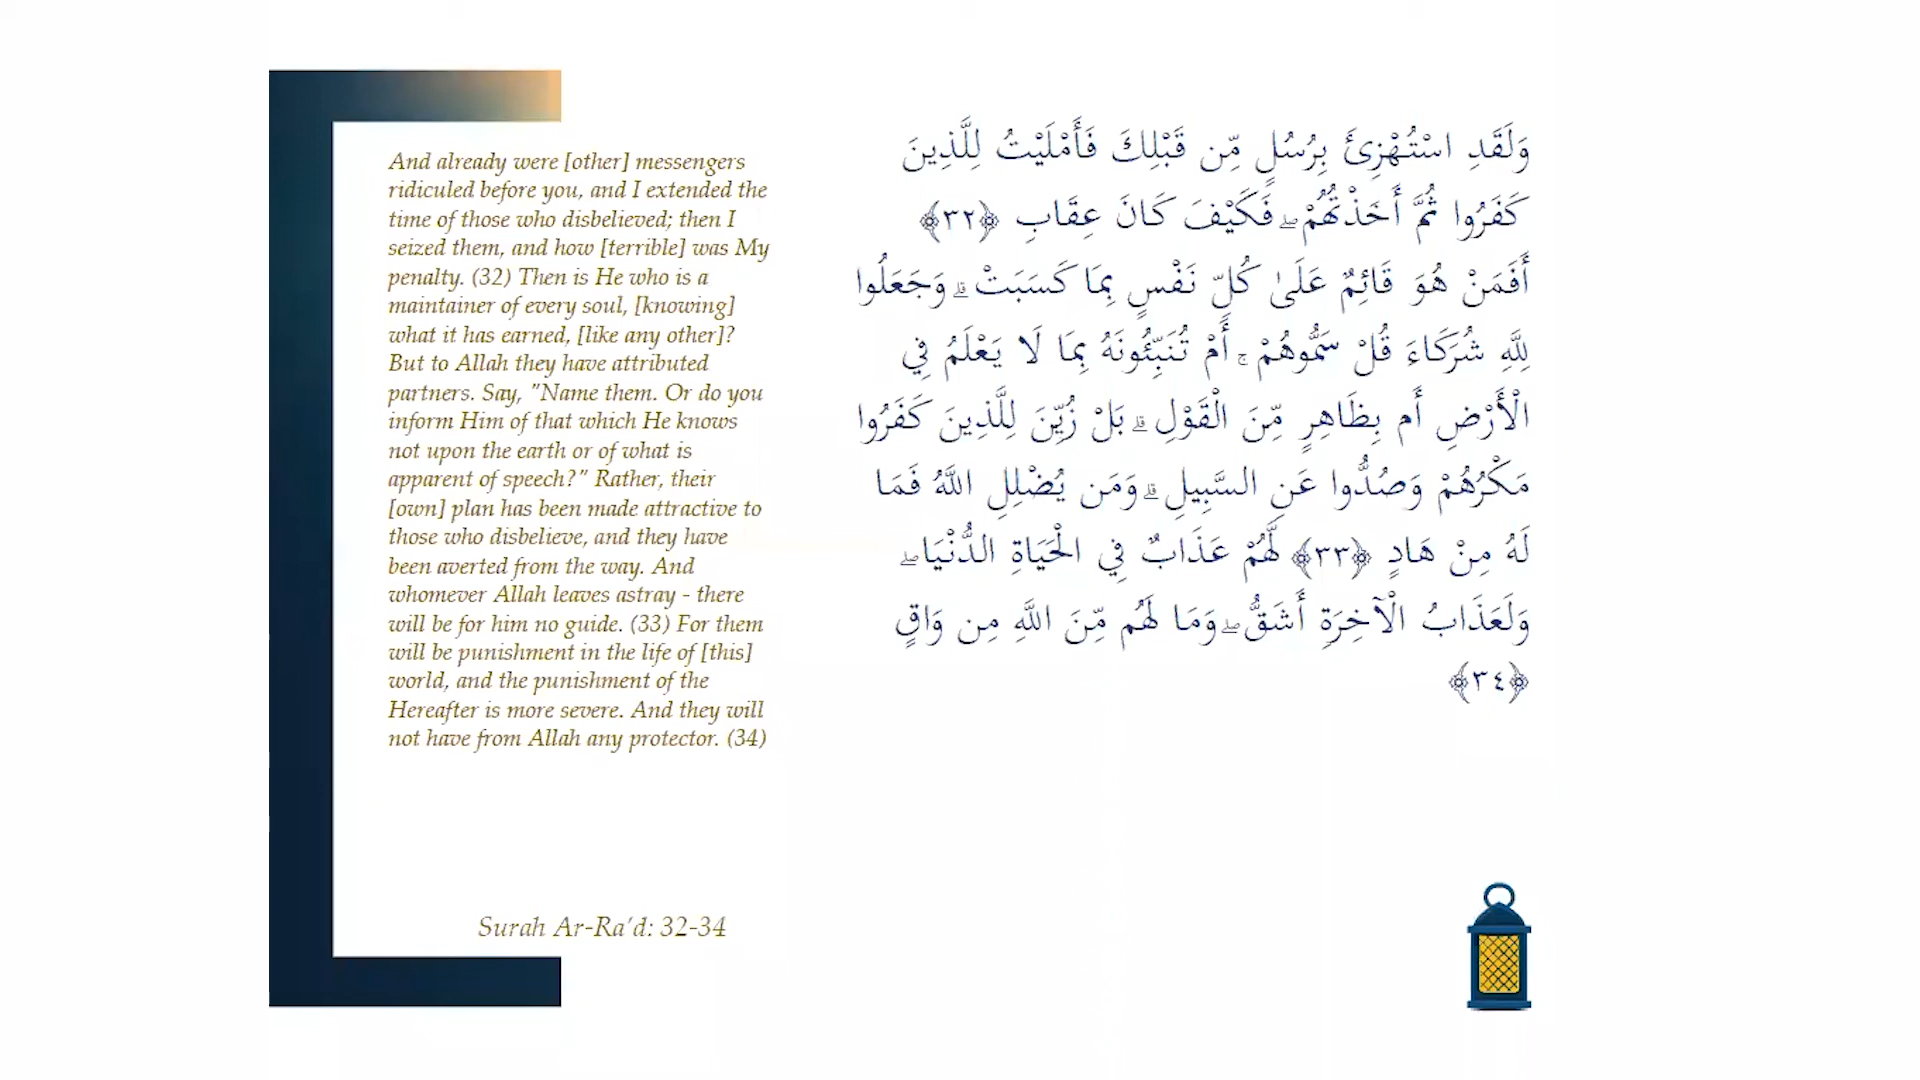 And already were [other] messengers
ridiculed before you, and I extended the
time of those who disbelieved; then I
seized them, and how [terrible] was My
penalty. (32) Then is He who is a
maintainer of every soul, [knowing]
what it has earned, [like any other]?
But to Allah they have attributed
partners. Say, "Name them. Or do you
inform Him of that which He knows
not upon the earth or of what is
apparent of speech?" Rather, their
[own] plan has been made attractive to
those who disbelieve, and they have
been averted from the way. And
whomever Allah leaves astray - there
will be for him no guide. (33) For them
will be punishment in the life of [this]
world, and the punishment of the
Hereafter is more severe. And they will
not have from Allah any protector. (34)
Surah Ar-Ra'd: 32-34
وَلَقَدِ اسْتُهْزِئَ بِرُسُلٍ مِّن قَبْلِكَ فَأَمْلَيْتُ لِلَّذِينَ
كَفَرُوا ثُمَّ أَخَذْتُهُمْ ۖ فَكَيْفَ كَانَ عِقَابِ ﴿٣٢﴾
أَفَمَنْ هُوَ قَائِمٌ عَلَىٰ كُلِّ نَفْسٍ بِمَا كَسَبَتْ ۗ وَجَعَلُوا
لِلَّهِ شُرَكَاءَ قُلْ سَمُّوهُمْ ۚ أَمْ تُنَبِّئُونَهُ بِمَا لَا يَعْلَمُ فِي
الْأَرْضِ أَم بِظَاهِرٍ مِّنَ الْقَوْلِ ۗ بَلْ زُيِّنَ لِلَّذِينَ كَفَرُوا
مَكْرُهُمْ وَصُدُّوا عَنِ السَّبِيلِ ۗ وَمَن يُضْلِلِ اللَّهُ فَمَا
لَهُ مِنْ هَادٍ ﴿٣٣﴾ لَّهُمْ عَذَابٌ فِي الْحَيَاةِ الدُّنْيَا ۖ
وَلَعَذَابُ الْآخِرَةِ أَشَقُّ ۖ وَمَا لَهُم مِّنَ اللَّهِ مِن وَاقٍ
﴿٣٤﴾